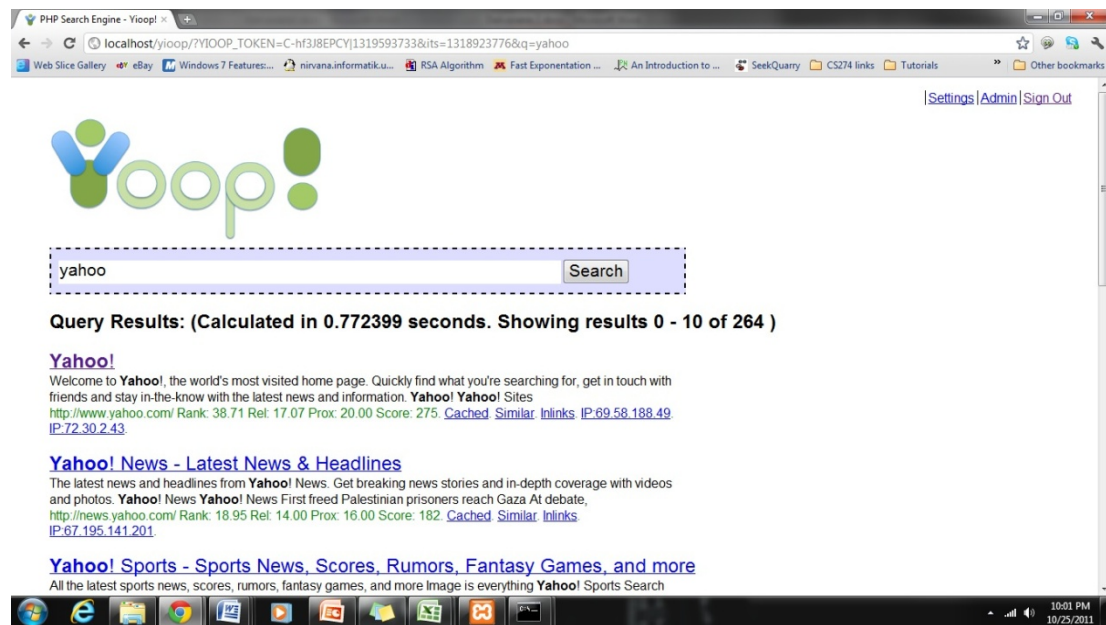 PHP Search Engine - Yioop!
localhost/yioop/?YIOOP_TOKEN=C-hf3J8EPCY|1319593733&its=1318923776&q=yahoo
Web Slice Gallery eBay Windows 7 Features:... nirvana.informatik.u... RSA Algorithm Fast Exponentation ... An Introduction to ... SeekQuarry CS274 links Tutorials » Other bookmarks
|Settings|Admin|Sign Out
Yioop!
yahoo Search
Query Results: (Calculated in 0.772399 seconds. Showing results 0 - 10 of 264 )
Yahoo!
Welcome to Yahoo!, the world's most visited home page. Quickly find what you're searching for, get in touch with
friends and stay in-the-know with the latest news and information. Yahoo! Yahoo! Sites
http://www.yahoo.com/ Rank: 38.71 Rel: 17.07 Prox: 20.00 Score: 275. Cached. Similar. Inlinks. IP:69.58.188.49.
IP:72.30.2.43.
Yahoo! News - Latest News & Headlines
The latest news and headlines from Yahoo! News. Get breaking news stories and in-depth coverage with videos
and photos. Yahoo! News Yahoo! News First freed Palestinian prisoners reach Gaza At debate,
http://news.yahoo.com/ Rank: 18.95 Rel: 14.00 Prox: 16.00 Score: 182. Cached. Similar. Inlinks.
IP:67.195.141.201.
Yahoo! Sports - Sports News, Scores, Rumors, Fantasy Games, and more
All the latest sports news, scores, rumors, fantasy games, and more Image is everything Yahoo! Sports Search
10:01 PM
10/25/2011